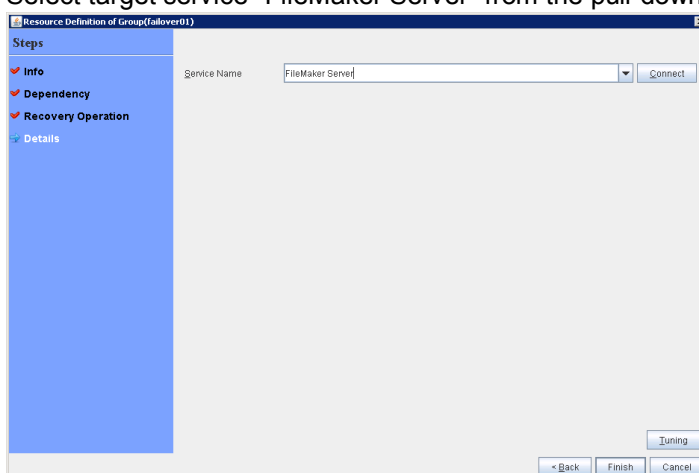 Select target service "FileMaker Server" from the pull down
Resource Definition of Group(failover01)
Steps
Info
Service Name FileMaker Server Connect
Dependency
Recovery Operation
Details
Tuning
< Back Finish Cancel